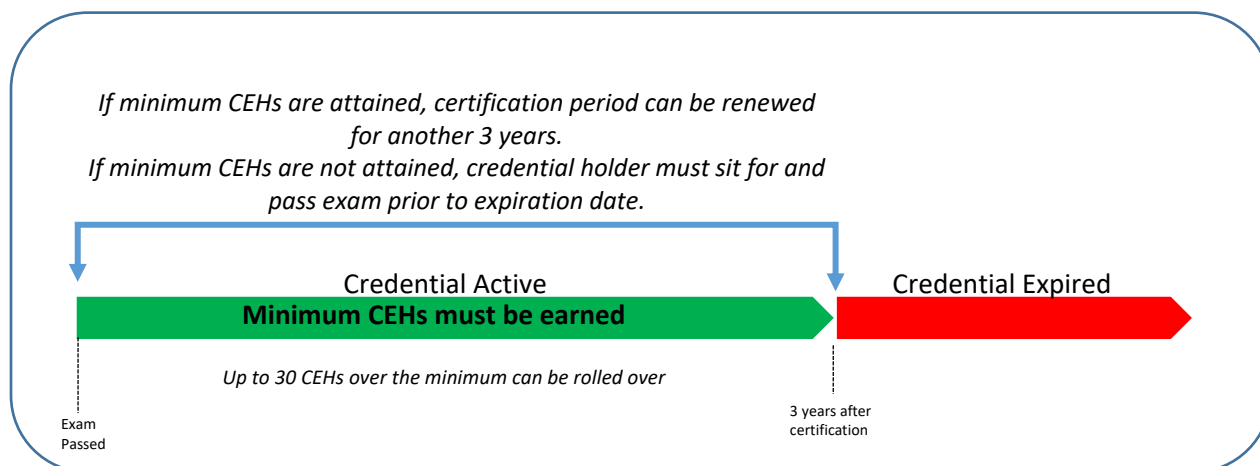 If minimum CEHs are attained, certification period can be renewed
for another 3 years.
If minimum CEHs are not attained, credential holder must sit for and
pass exam prior to expiration date.
Credential Active
Credential Expired
Minimum CEHs must be earned
Up to 30 CEHs over the minimum can be rolled over
Exam
Passed
3 years after
certification